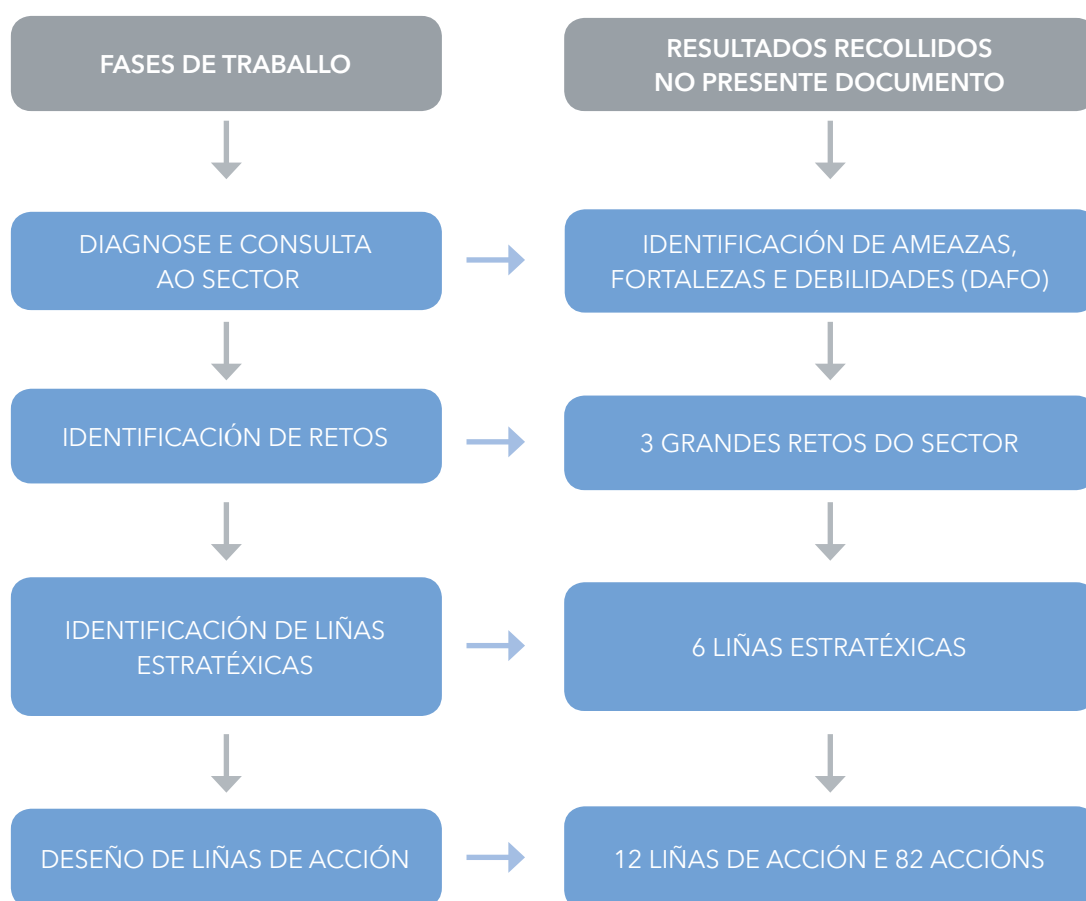 FASES DE TRABALLO
RESULTADOS RECOLLIDOS
NO PRESENTE DOCUMENTO
DIAGNOSE E CONSULTA
AO SECTOR
IDENTIFICACIÓN DE AMEAZAS,
FORTALEZAS E DEBILIDADES (DAFO)
IDENTIFICACIÓN DE RETOS
3 GRANDES RETOS DO SECTOR
IDENTIFICACIÓN DE LIÑAS
ESTRATÉXICAS
6 LIÑAS ESTRATÉXICAS
DESEÑO DE LIÑAS DE ACCIÓN
12 LIÑAS DE ACCIÓN E 82 ACCIÓNS